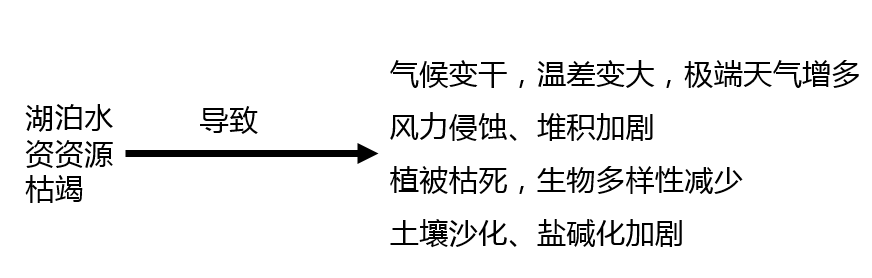 湖泊水
资资源
枯竭
导致
气候变干，温差变大，极端天气增多
风力侵蚀、堆积加剧
植被枯死，生物多样性减少
土壤沙化、盐碱化加剧